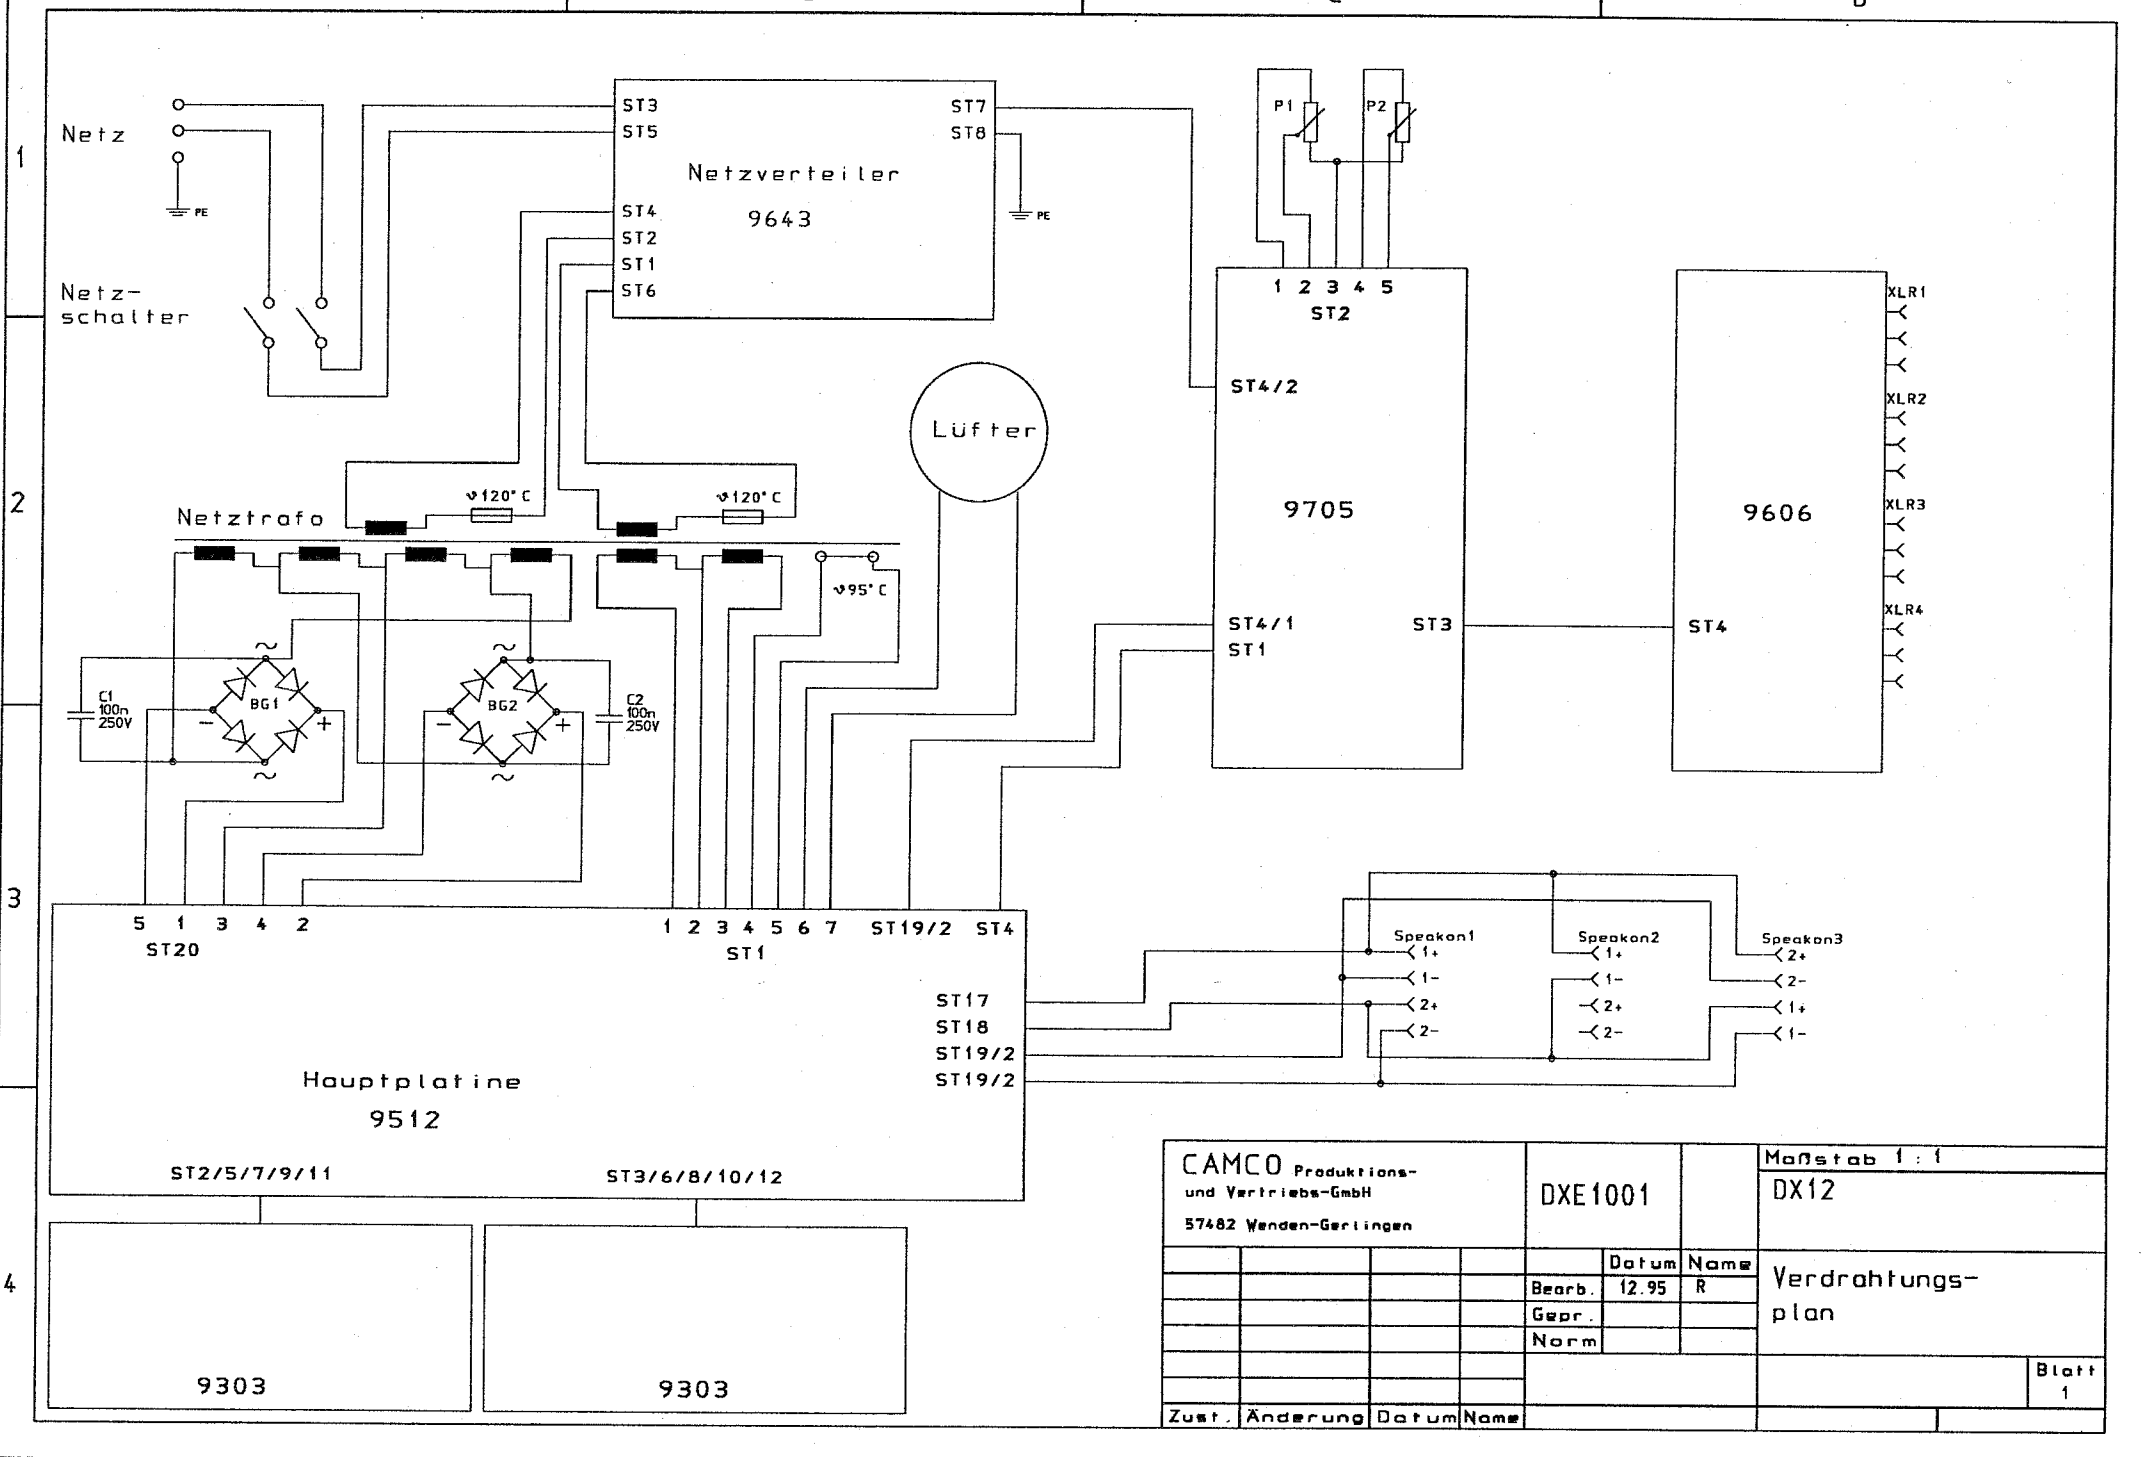 Netz
PE
Netz-
schalter
ST3
ST5
ST4
ST2
ST1
ST6
ST7
ST8
Netzverteiler
9643
PE
P1
P2
1 2 3 4 5
ST2
ST4/2
9705
ST4/1
ST1
ST3
9606
ST4
XLR1
XLR2
XLR3
XLR4
Lüfter
Netztrafo
ϑ120°C
ϑ120°C
ϑ95°C
C1
100n
250V
~
BG1
- +
~
~
BG2
- +
~
C2
100n
250V
5 1 3 4 2
ST20
1 2 3 4 5 6 7
ST1
ST19/2
ST4
ST17
ST18
ST19/2
ST19/2
Hauptplatine
9512
ST2/5/7/9/11
ST3/6/8/10/12
9303
9303
Speakon1
1+
1-
2+
2-
Speakon2
1+
1-
2+
2-
Speakon3
2+
2-
1+
1-
1
2
3
4
CAMCO Produktions-
und Vertriebs-GmbH
57482 Wenden-Gerlingen
DXE1001
Maßstab 1:1
DX12
Datum Name
Bearb. 12.95 R
Gepr.
Norm
Verdrahtungs-
plan
Blatt
1
Zust. Änderung Datum Name